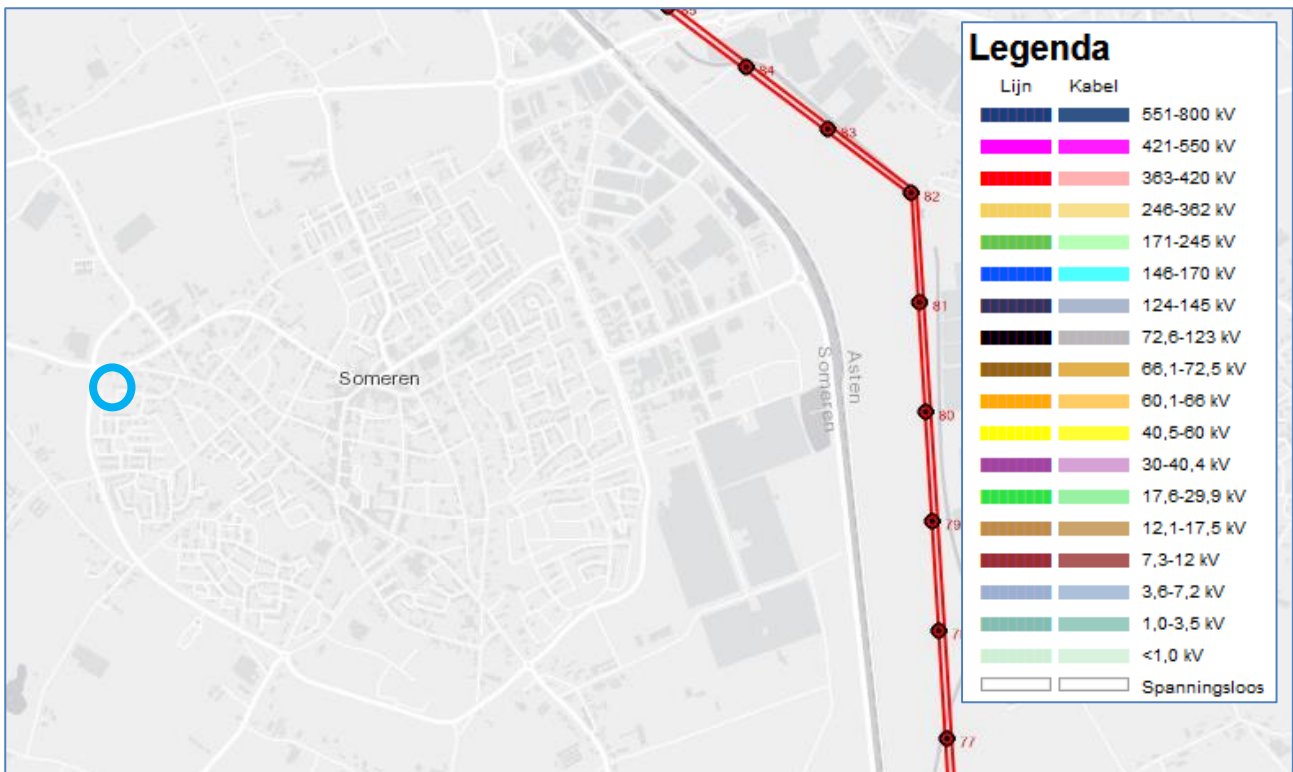 85
84
83
82
81
80
79
77
Someren
Asten
Someren
Legenda
Lijn Kabel
551-800 kV
421-550 kV
363-420 kV
246-362 kV
171-245 kV
146-170 kV
124-145 kV
72,6-123 kV
66,1-72,5 kV
60,1-66 kV
40,5-60 kV
30-40,4 kV
17,6-29,9 kV
12,1-17,5 kV
7,3-12 kV
3,6-7,2 kV
1,0-3,5 kV
<1,0 kV
Spanningsloos